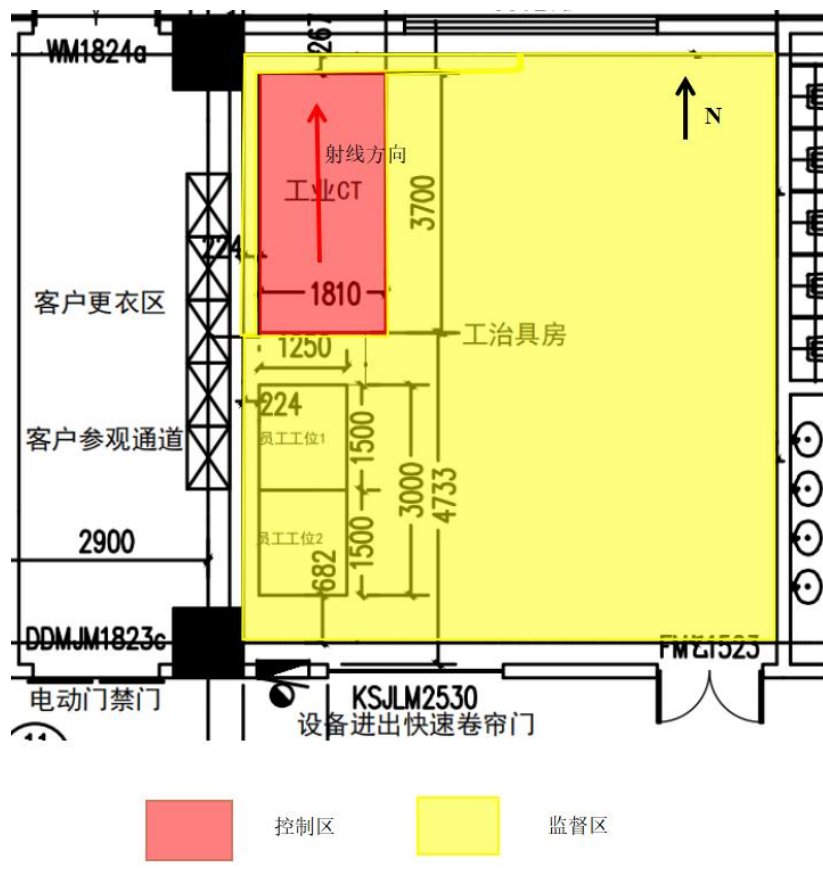 WM1824a
267
N
射线方向
工业CT
3700
224
1810
客户更衣区
工治具房
1250
224
客户参观通道
员工工位1
1500
3000
4733
2900
员工工位2
1500
682
DDMJM1823c
FM乙1523
电动门禁门
KSJLM2530
设备进出快速卷帘门
11
控制区
监督区